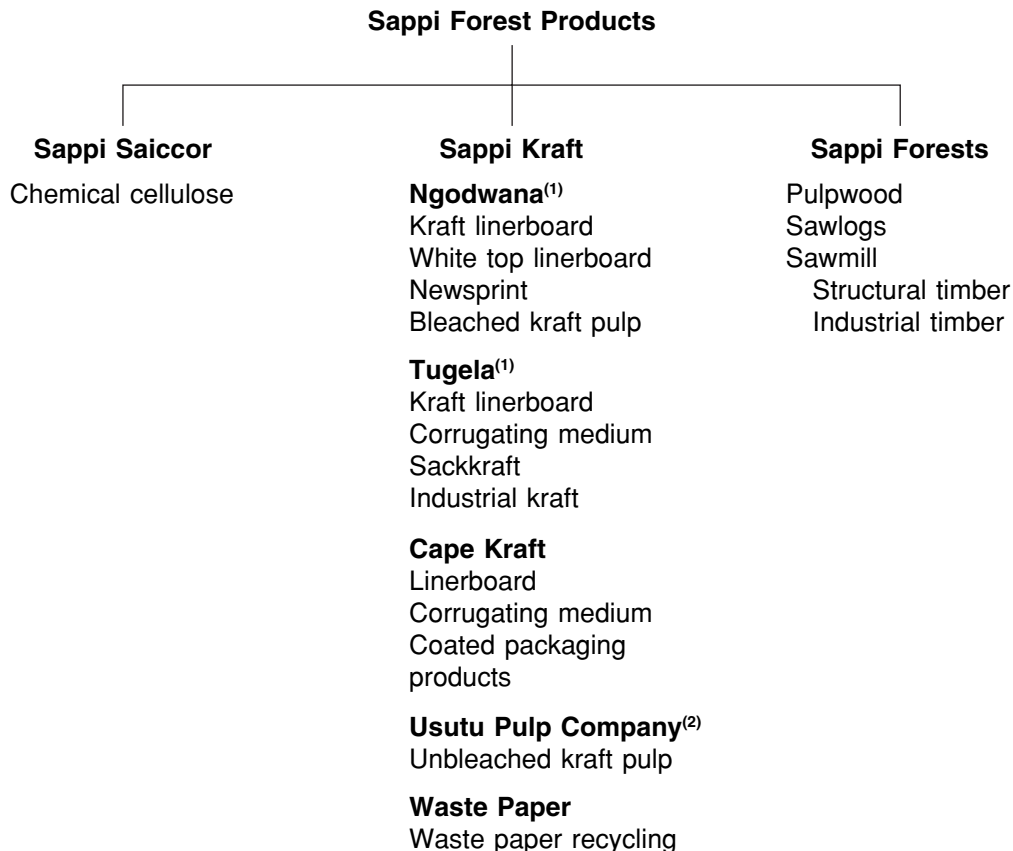 Sappi Forest Products
Sappi Saiccor
Chemical cellulose
Sappi Kraft
Ngodwana(1)
Kraft linerboard
White top linerboard
Newsprint
Bleached kraft pulp
Tugela(1)
Kraft linerboard
Corrugating medium
Sackkraft
Industrial kraft
Cape Kraft
Linerboard
Corrugating medium
Coated packaging
products
Usutu Pulp Company(2)
Unbleached kraft pulp
Waste Paper
Waste paper recycling
Sappi Forests
Pulpwood
Sawlogs
Sawmill
Structural timber
Industrial timber